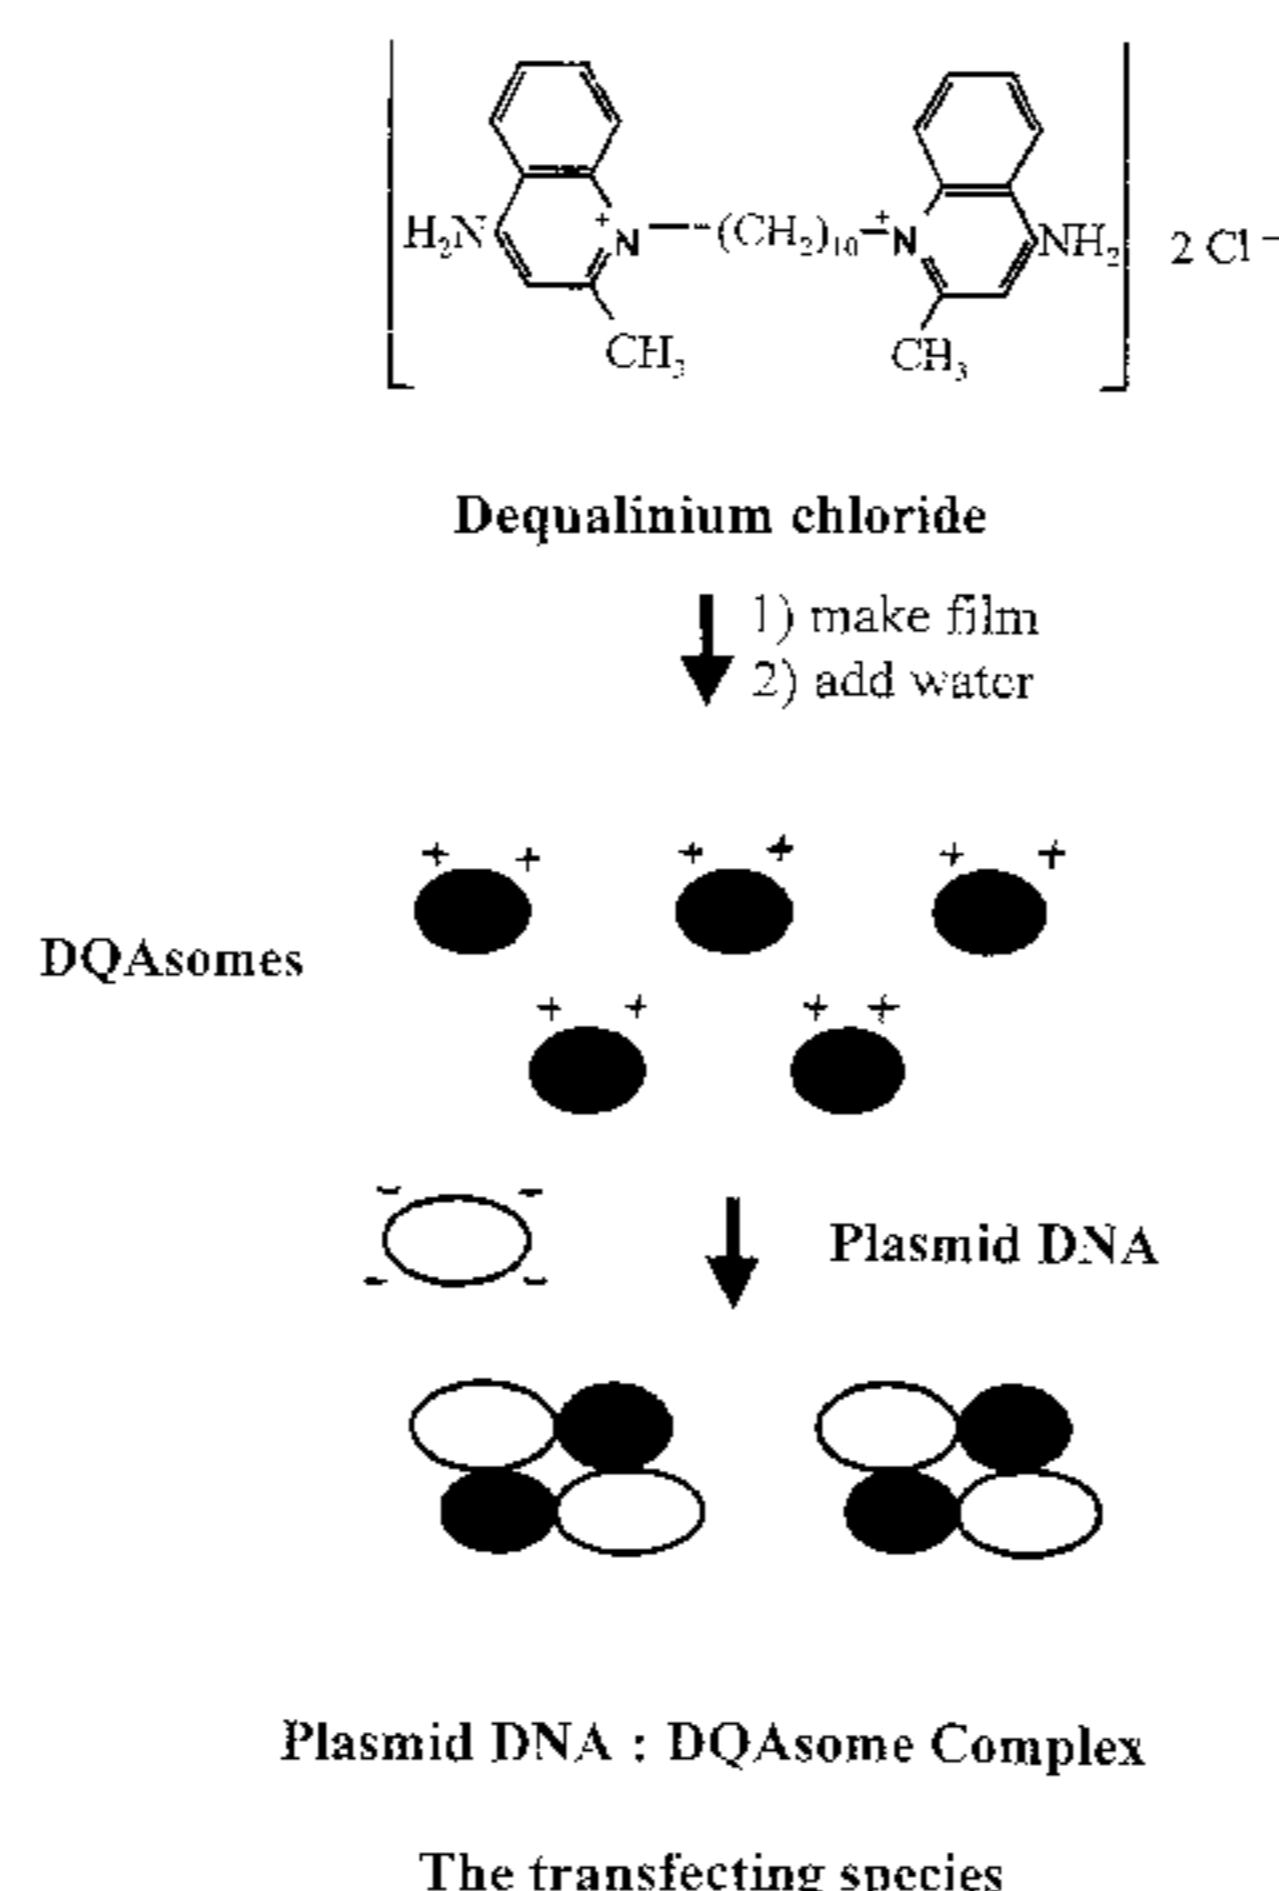 H₂N N⁺—(CH₂)₁₀—⁺N NH₂ 2 Cl⁻
CH₃ CH₃
Dequalinium chloride
1) make film
2) add water
+ + + + + +
DQAsomes
+ + + +
- -
Plasmid DNA
- -
Plasmid DNA : DQAsome Complex
The transfecting species